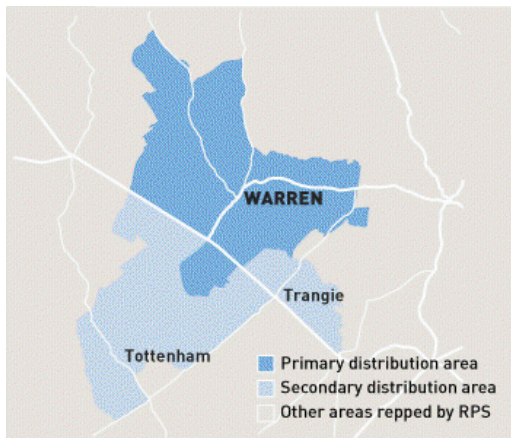 WARREN
Trangie
Tottenham
Primary distribution area
Secondary distribution area
Other areas repped by RPS